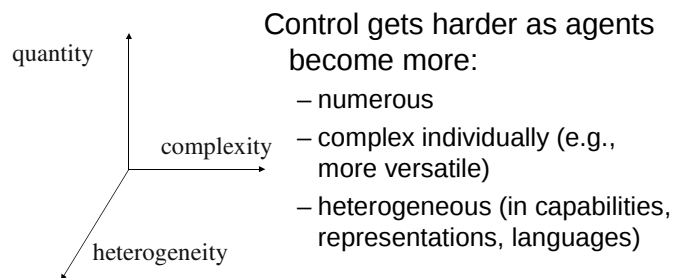 quantity
complexity
heterogeneity
Control gets harder as agents
become more:
– numerous
– complex individually (e.g.,
more versatile)
– heterogeneous (in capabilities,
representations, languages)